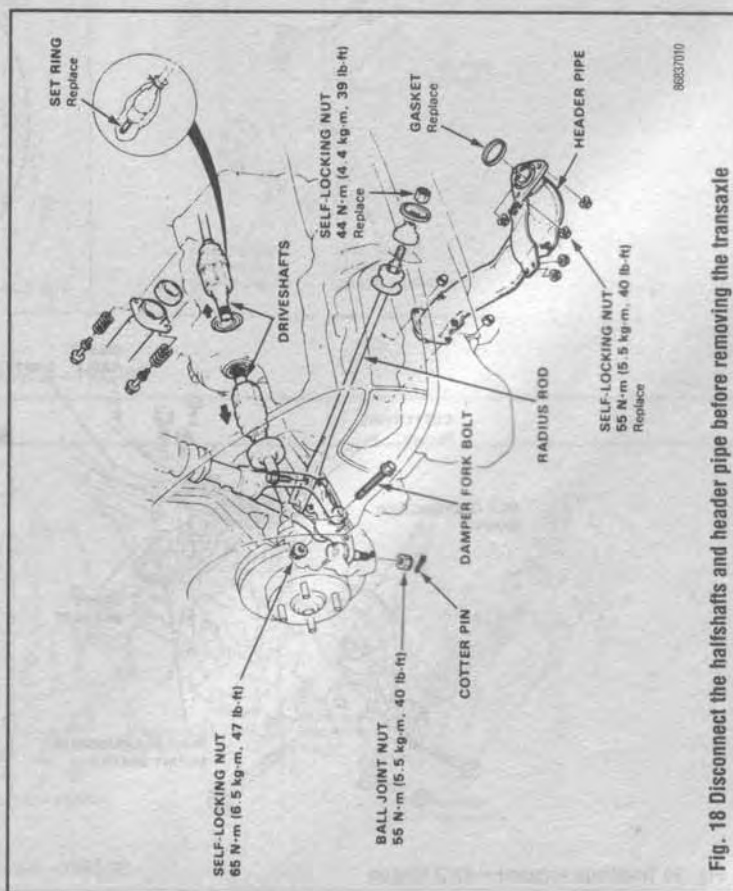 SET RING
Replace
SELF-LOCKING NUT
44 N·m (4.4 kg-m, 39 lb-ft)
Replace
GASKET
Replace
86837010
DRIVESHAFTS
HEADER PIPE
RADIUS ROD
SELF-LOCKING NUT
55 N·m (5.5 kg-m, 40 lb-ft)
Replace
DAMPER FORK BOLT
SELF-LOCKING NUT
65 N·m (6.5 kg-m, 47 lb-ft)
COTTER PIN
BALL JOINT NUT
55 N·m (5.5 kg-m, 40 lb-ft)
Fig. 18 Disconnect the halfshafts and header pipe before removing the transaxle